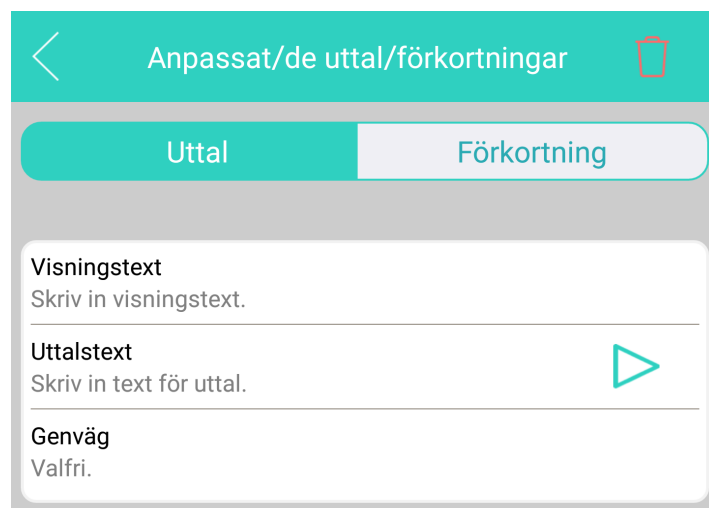 Anpassat/de uttal/förkortningar
Uttal
Förkortning
Visningstext
Skriv in visningstext.
Uttalstext
Skriv in text för uttal.
Genväg
Valfri.